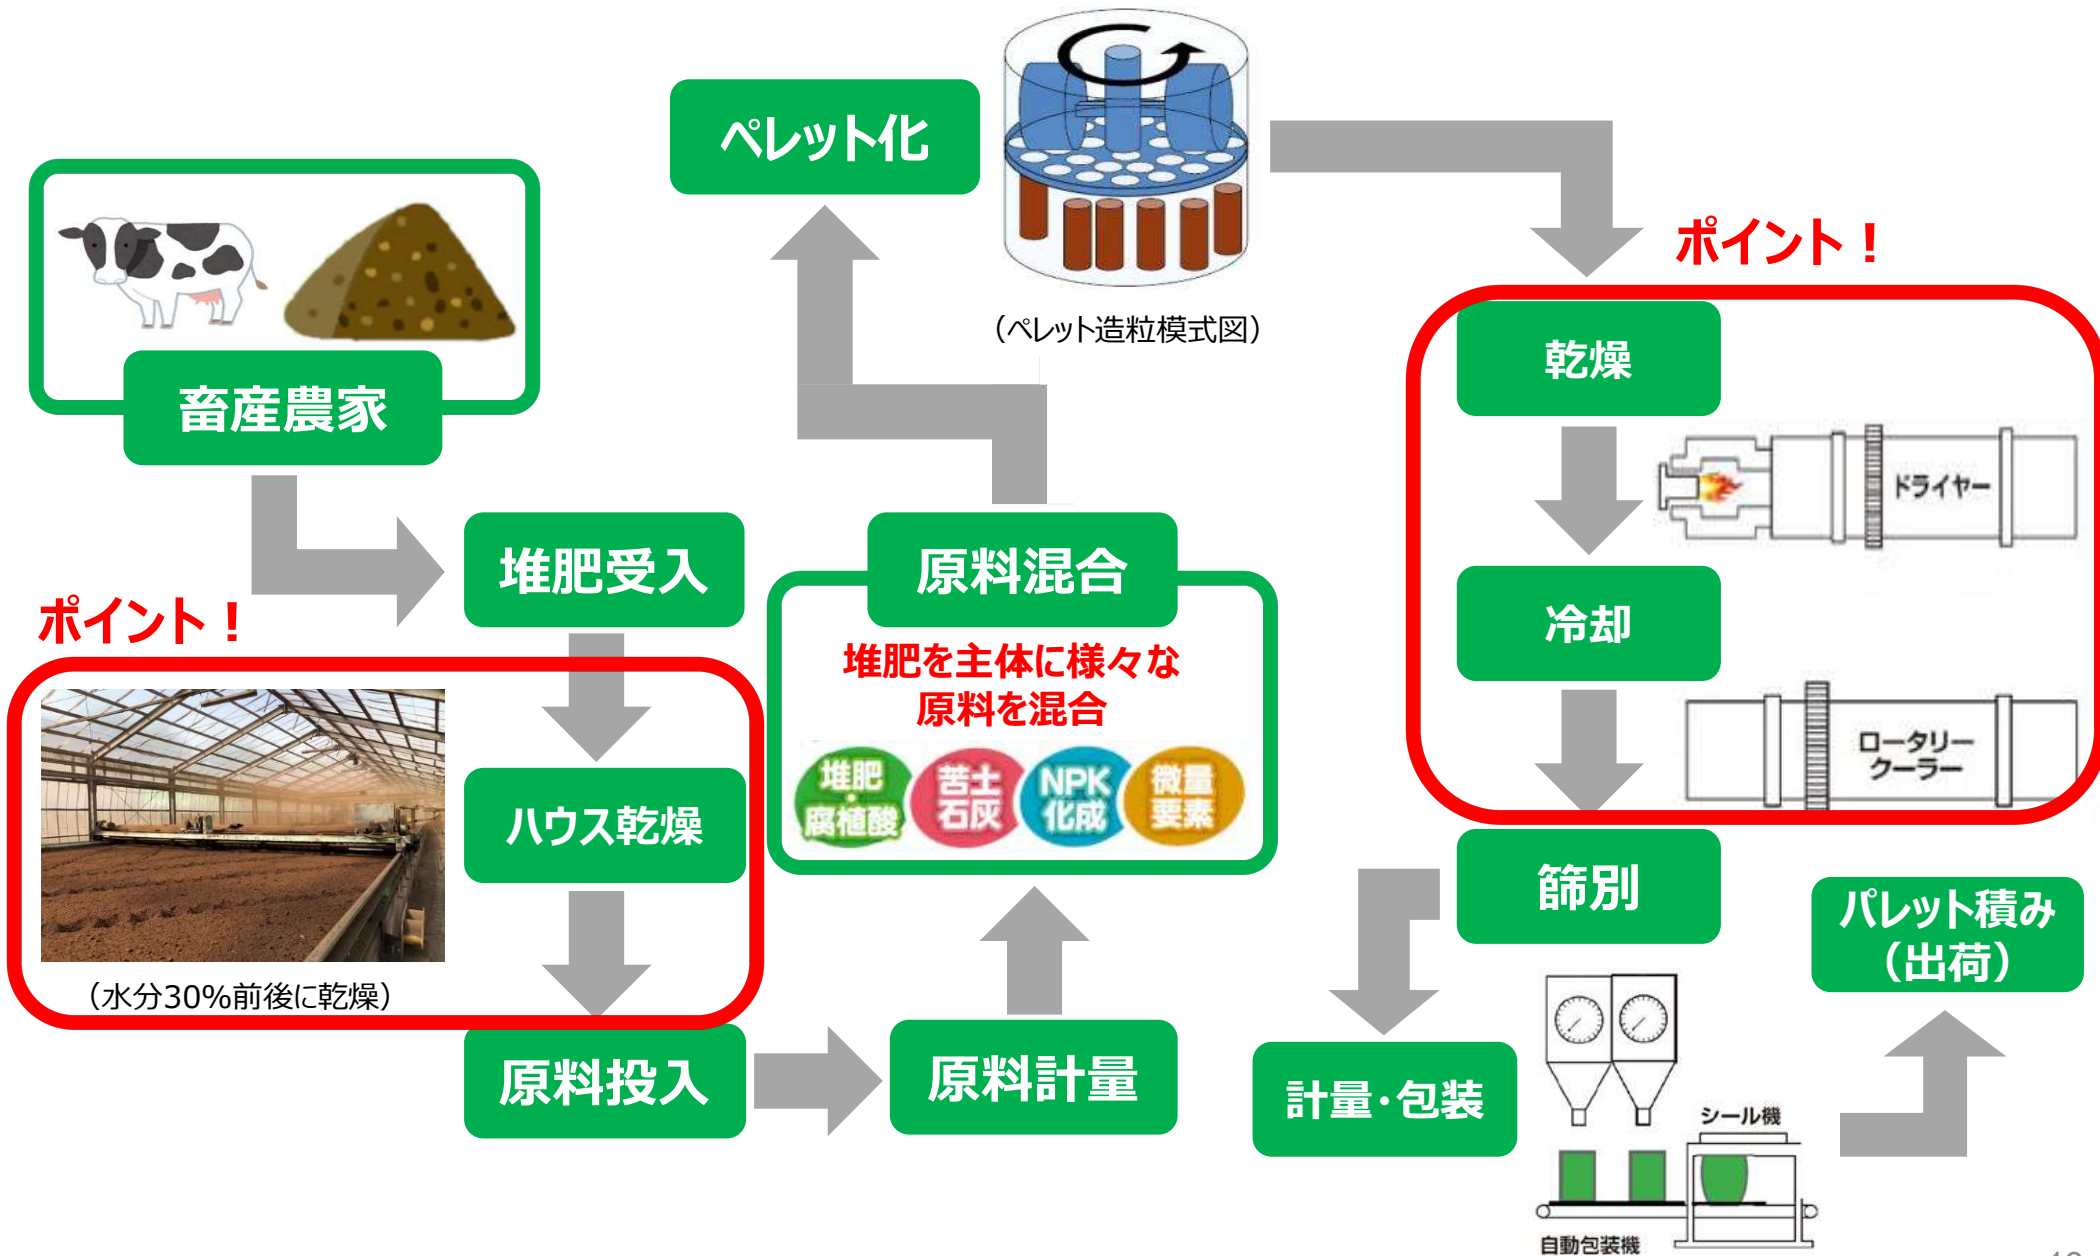 畜産農家
堆肥受入
ポイント！
ハウス乾燥
（水分30%前後に乾燥）
原料投入
原料計量
原料混合
堆肥を主体に様々な
原料を混合
堆肥・腐植酸
苦土石灰
NPK化成
微量要素
ペレット化
（ペレット造粒模式図）
ポイント！
乾燥
ドライヤー
冷却
ロータリー
クーラー
篩別
計量・包装
シール機
自動包装機
パレット積み
（出荷）